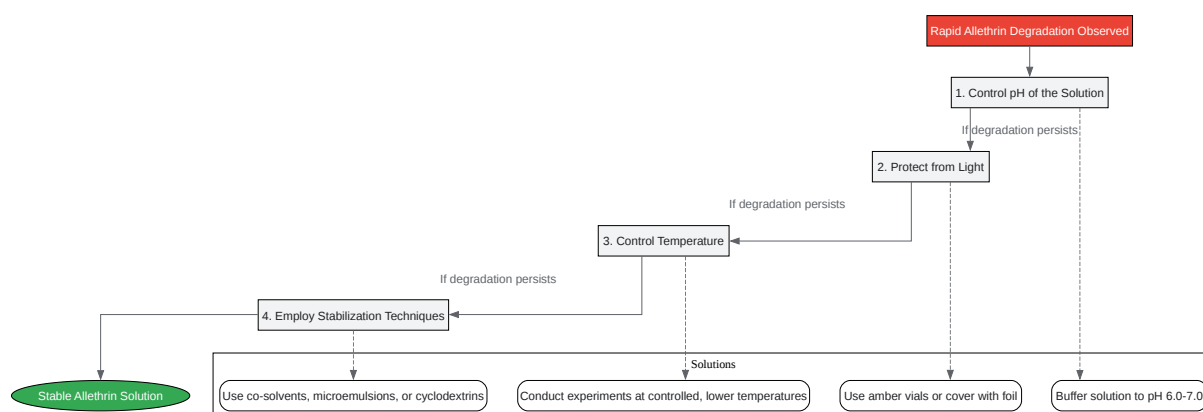 Rapid Allethrin Degradation Observed
1. Control pH of the Solution
If degradation persists
2. Protect from Light
If degradation persists
3. Control Temperature
If degradation persists
4. Employ Stabilization Techniques
Solutions
Stable Allethrin Solution
Use co-solvents, microemulsions, or cyclodextrins
Conduct experiments at controlled, lower temperatures
Use amber vials or cover with foil
Buffer solution to pH 6.0-7.0